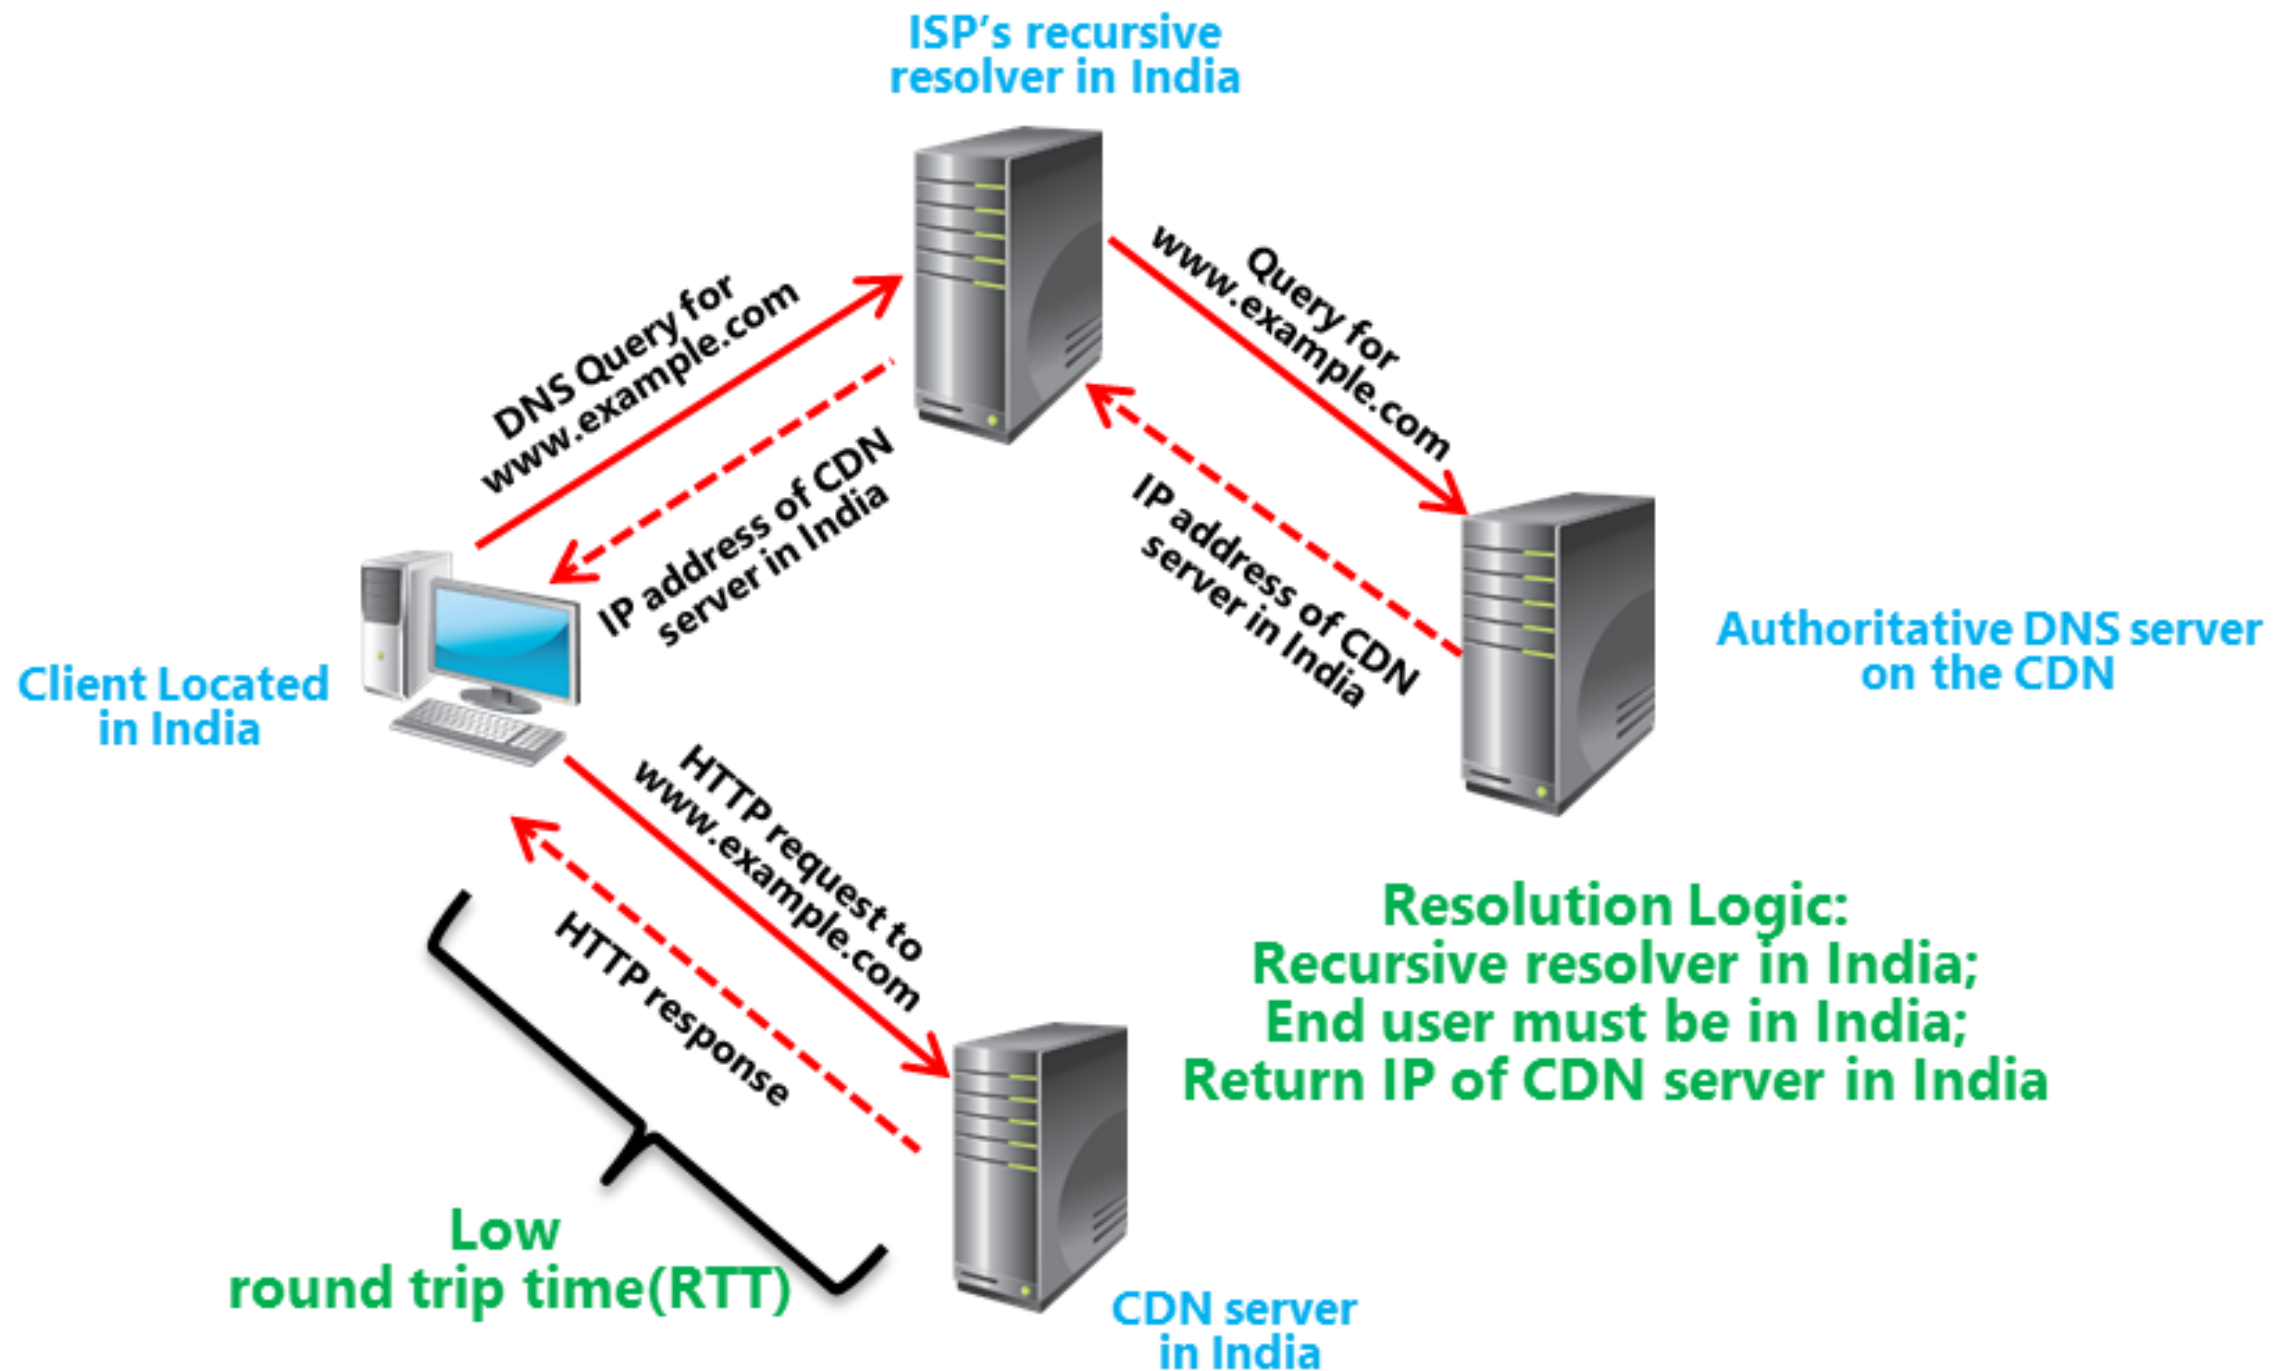 ISP's recursive
resolver in India
DNS Query for
www.example.com
Query for
www.example.com
IP address of CDN
server in India
IP address of CDN
server in India
Client Located
in India
Authoritative DNS server
on the CDN
HTTP request to
www.example.com
HTTP response
Resolution Logic:
Recursive resolver in India;
End user must be in India;
Return IP of CDN server in India
Low
round trip time(RTT)
CDN server
in India